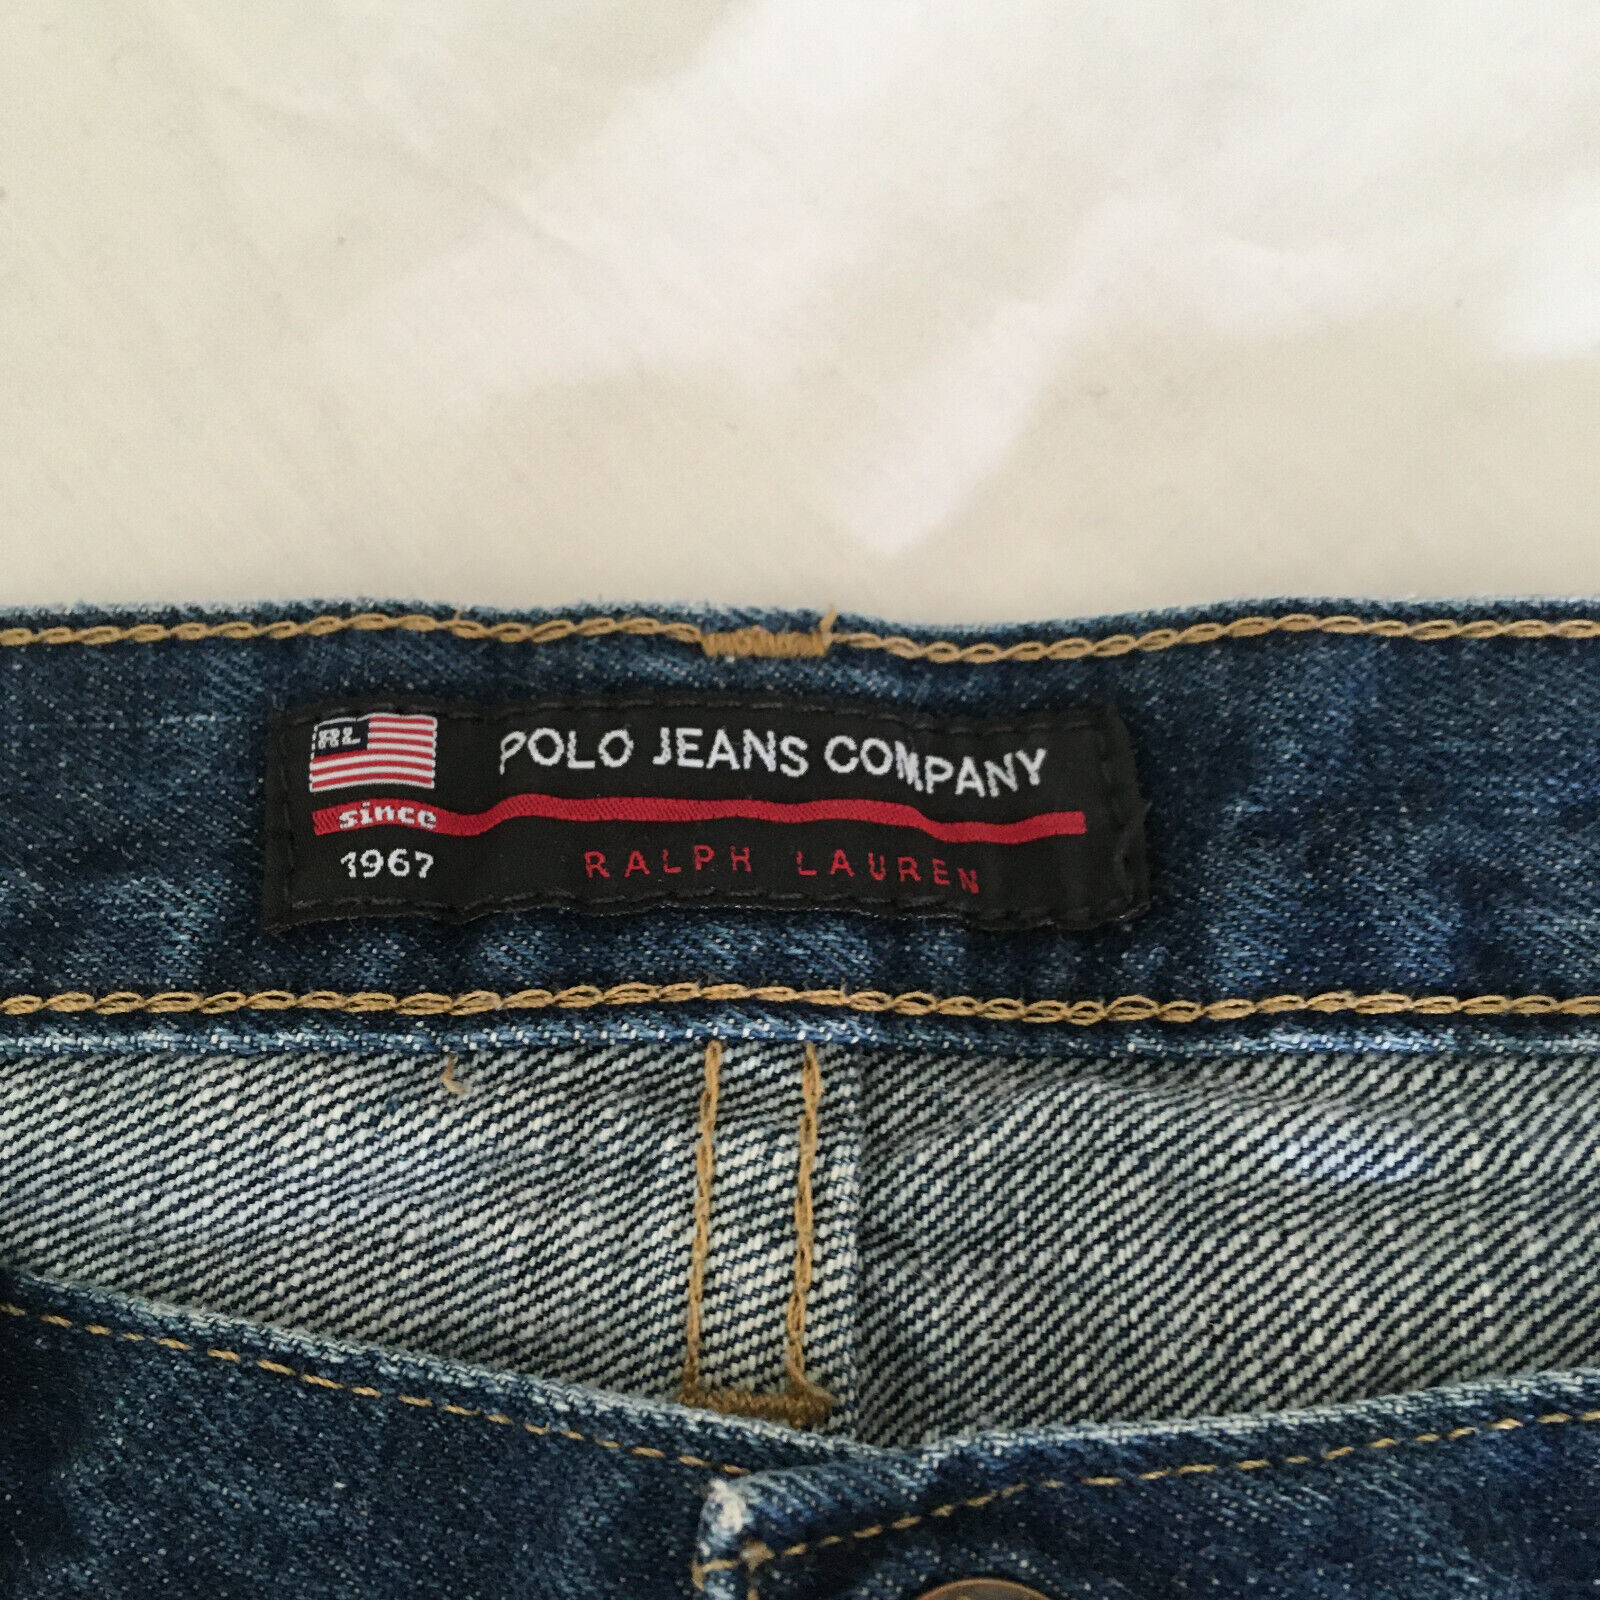 RL
POLO JEANS COMPANY
since
1967
RALPH LAUREN